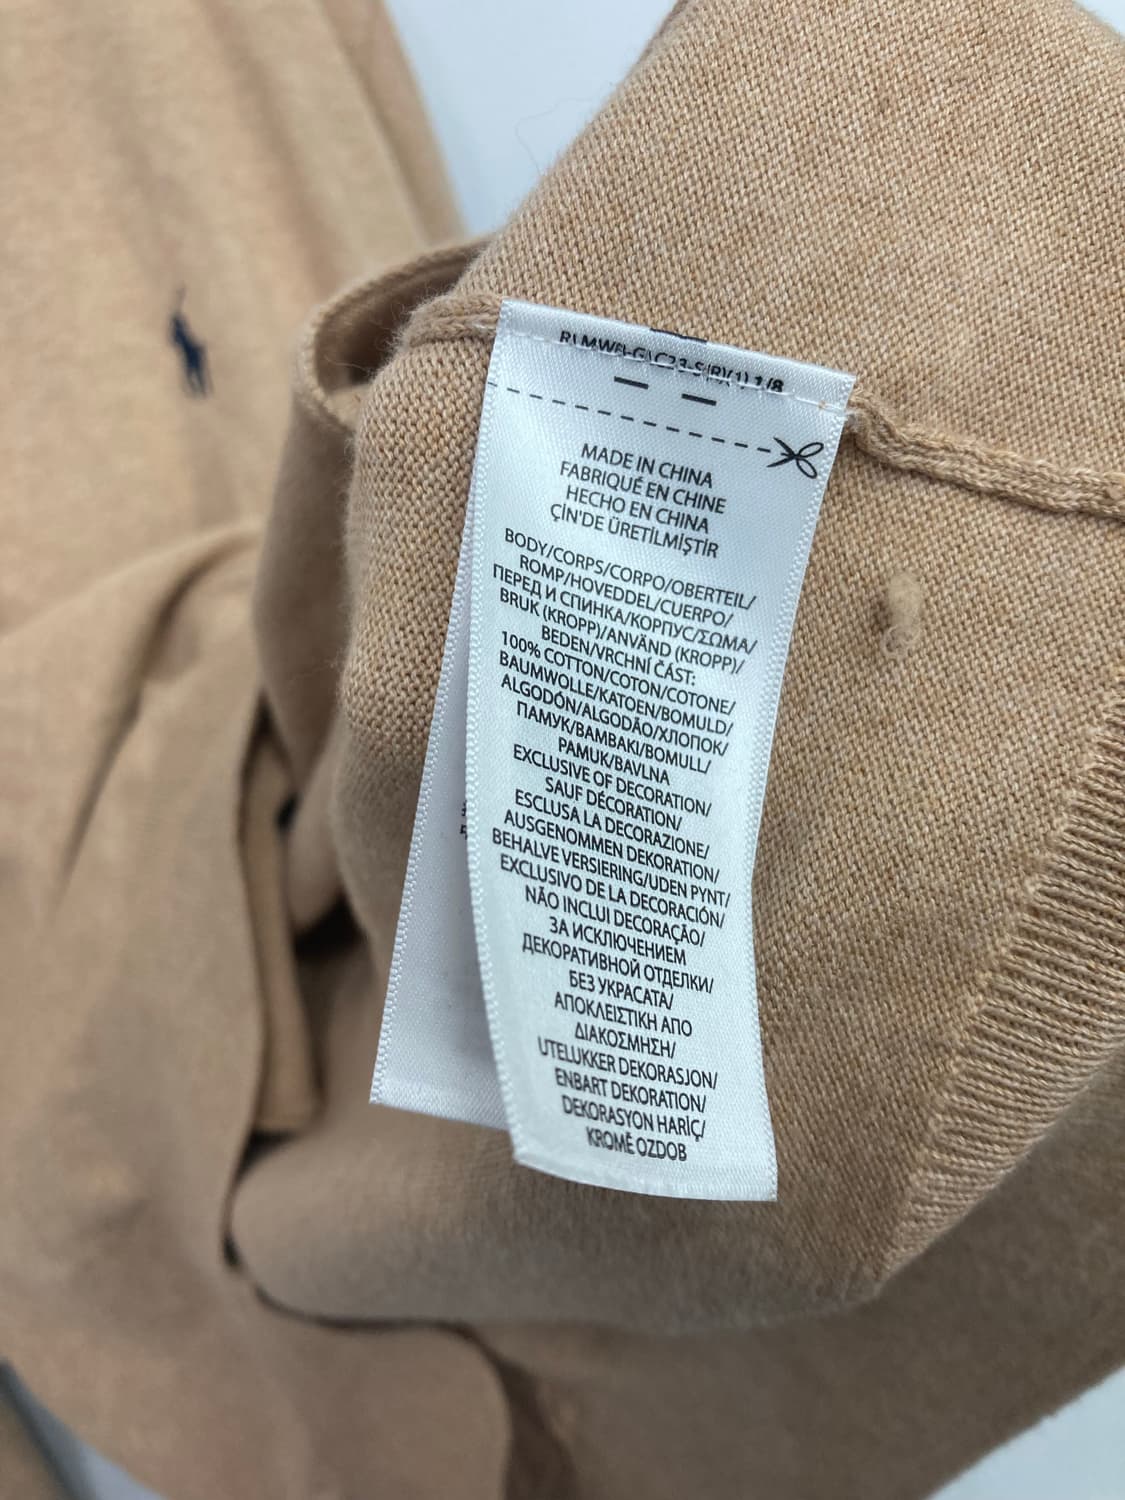 MADE IN CHINA
FABRIQUÉ EN CHINE
HECHO EN CHINA
ÇİN'DE ÜRETİLMİŞTİR
BODY/CORPS/CORPO/OBERTEIL/
ROMP/HOVEDDEL/CUERPO/
ПЕРЕД И СПИНКА/КОРПУС/ΣΩΜΑ/
BRUK (KROPP)/ANVÄND (KROPP)/
BEDEN/VRCHNÍ ČÁST:
100% COTTON/COTON/COTONE/
BAUMWOLLE/KATOEN/BOMULD/
ALGODÓN/ALGODÃO/ХЛОПОК/
ПАМУК/BAMBAKI/BOMULL/
PAMUK/BAVLNA
EXCLUSIVE OF DECORATION/
SAUF DÉCORATION/
ESCLUSA LA DECORAZIONE/
AUSGENOMMEN DEKORATION/
BEHALVE VERSIERING/UDEN PYNT/
EXCLUSIVO DE LA DECORACIÓN/
NÃO INCLUI DECORAÇÃO/
ЗА ИСКЛЮЧЕНИЕМ
ДЕКОРАТИВНОЙ ОТДЕЛКИ/
БЕЗ УКРАСАТА/
ΑΠΟΚΛΕΙΣΤΙΚΗ ΑΠΟ
ΔΙΑΚΟΣΜΗΣΗ/
UTELUKKER DEKORASJON/
ENBART DEKORATION/
DEKORASYON HARİÇ/
KROMĚ OZDOB